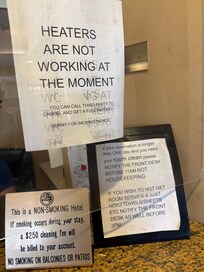 HEATERS
ARE NOT
WORKING AT
THE MOMENT
YOU CAN CALL THIRD PARTY TO
CANCEL AND GET A FULL REFUND
SORRY FOR INCONVENIENCE
If your reservation is longer
than ONE day and you need
your room clean please
NOTIFY THE FRONT DESK
BEFORE 11AM NOT
HOUSEKEEPING
IF YOU WISH TO NOT GET
ROOM SERVICE & JUST
NEED TOWELS/SHEETS
ETC NOTIFY THE FRONT
DESK AS WELL BEFORE
2PM
This is a NON-SMOKING Hotel.
If smoking occurs during your stay,
a $250 cleaning fee will
be billed to your account.
NO SMOKING ON BALCONIES OR PATIOS